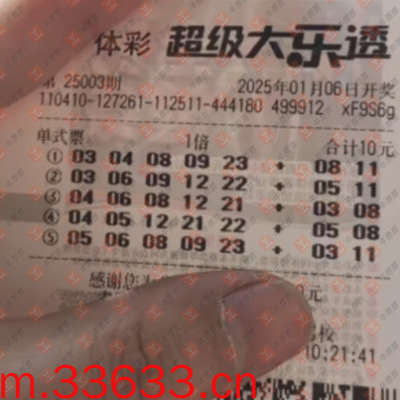 体彩 超级大乐透
第 25003期 2025年01月06日开奖
110410-127261-112511-444180 499912 xF9S6g
单式票 1倍 合计10元
① 03 04 08 09 23 + 08 11
② 03 06 09 12 22 + 05 11
③ 04 06 08 12 21 + 03 08
④ 04 05 12 21 22 + 05 08
⑤ 05 06 08 09 23 + 03 11
感谢您为 元
校
10:21:41
m.33633.cn